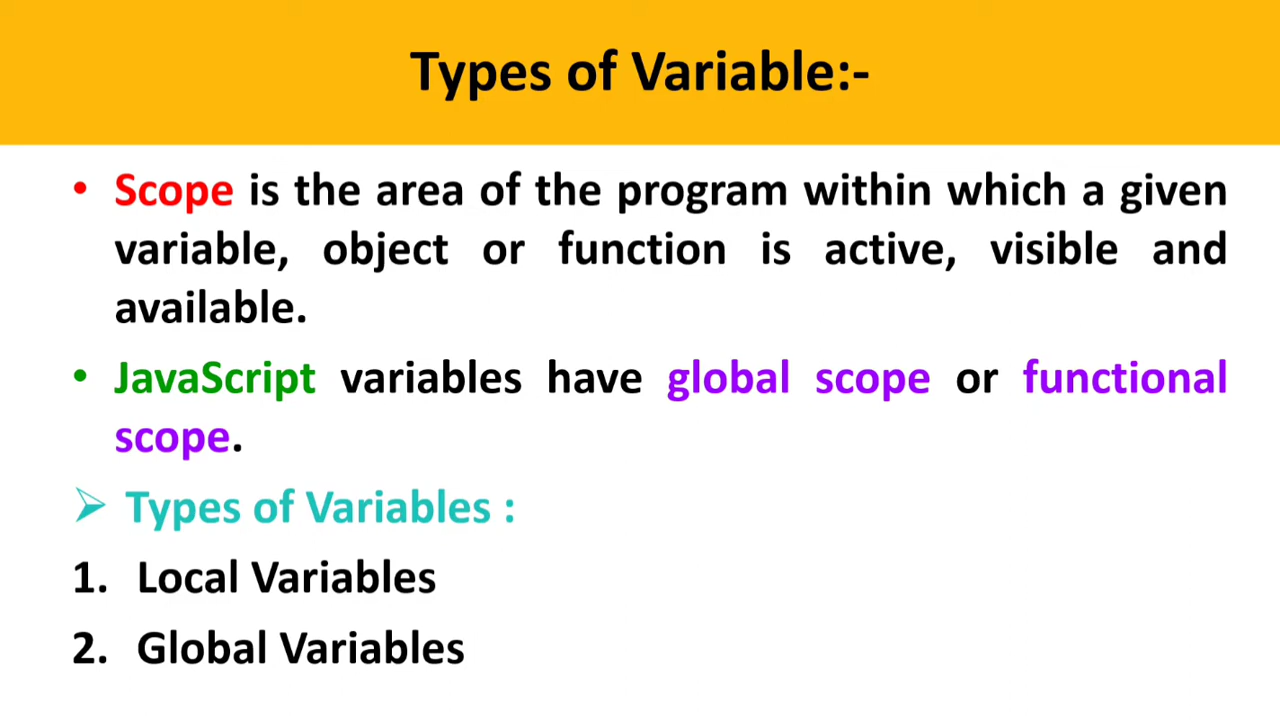 Types of Variable:-
• Scope is the area of the program within which a given
variable, object or function is active, visible and
available.
• JavaScript variables have global scope or functional
scope.
➢ Types of Variables :
1. Local Variables
2. Global Variables